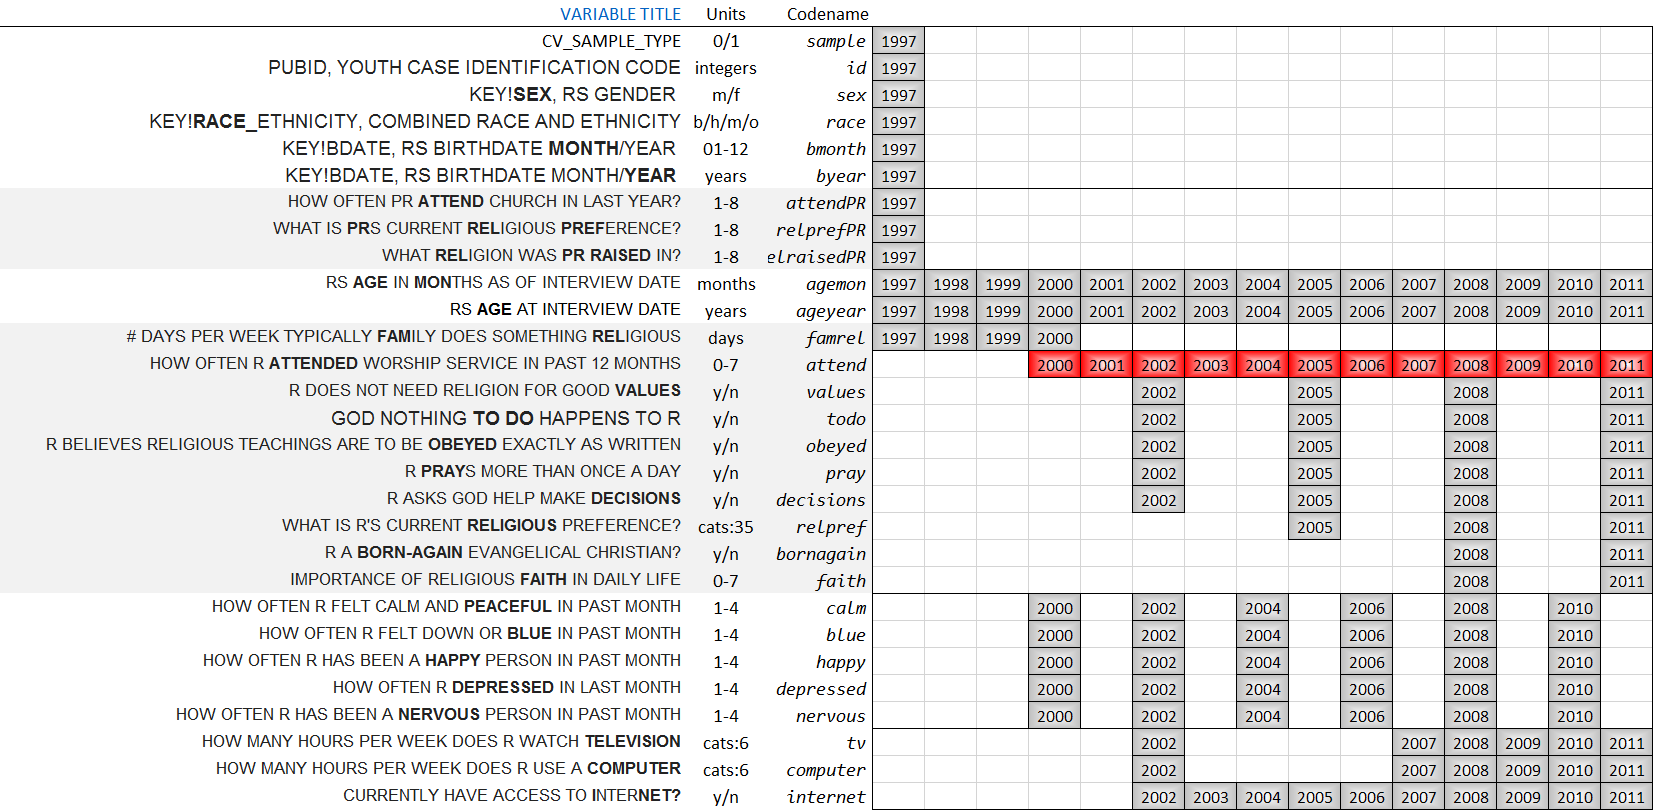 VARIABLE TITLE Units Codename
CV_SAMPLE_TYPE 0/1 sample 1997
PUBID, YOUTH CASE IDENTIFICATION CODE integers id 1997
KEY!SEX, RS GENDER m/f sex 1997
KEY!RACE_ETHNICITY, COMBINED RACE AND ETHNICITY b/h/m/o race 1997
KEY!BDATE, RS BIRTHDATE MONTH/YEAR 01-12 bmonth 1997
KEY!BDATE, RS BIRTHDATE MONTH/YEAR years byear 1997
HOW OFTEN PR ATTEND CHURCH IN LAST YEAR? 1-8 attendPR 1997
WHAT IS PRS CURRENT RELIGIOUS PREFERENCE? 1-8 relprefPR 1997
WHAT RELIGION WAS PR RAISED IN? 1-8 elraisedPR 1997
RS AGE IN MONTHS AS OF INTERVIEW DATE months agemon 1997 1998 1999 2000 2001 2002 2003 2004 2005 2006 2007 2008 2009 2010 2011
RS AGE AT INTERVIEW DATE years ageyear 1997 1998 1999 2000 2001 2002 2003 2004 2005 2006 2007 2008 2009 2010 2011
# DAYS PER WEEK TYPICALLY FAMILY DOES SOMETHING RELIGIOUS days famrel 1997 1998 1999 2000
HOW OFTEN R ATTENDED WORSHIP SERVICE IN PAST 12 MONTHS 0-7 attend 2000 2001 2002 2003 2004 2005 2006 2007 2008 2009 2010 2011
R DOES NOT NEED RELIGION FOR GOOD VALUES y/n values 2002 2005 2008 2011
GOD NOTHING TO DO HAPPENS TO R y/n todo 2002 2005 2008 2011
R BELIEVES RELIGIOUS TEACHINGS ARE TO BE OBEYED EXACTLY AS WRITTEN y/n obeyed 2002 2005 2008 2011
R PRAYS MORE THAN ONCE A DAY y/n pray 2002 2005 2008 2011
R ASKS GOD HELP MAKE DECISIONS y/n decisions 2002 2005 2008 2011
WHAT IS R'S CURRENT RELIGIOUS PREFERENCE? cats:35 relpref 2005 2008 2011
R A BORN-AGAIN EVANGELICAL CHRISTIAN? y/n bornagain 2008 2011
IMPORTANCE OF RELIGIOUS FAITH IN DAILY LIFE 0-7 faith 2008 2011
HOW OFTEN R FELT CALM AND PEACEFUL IN PAST MONTH 1-4 calm 2000 2002 2004 2006 2008 2010
HOW OFTEN R FELT DOWN OR BLUE IN PAST MONTH 1-4 blue 2000 2002 2004 2006 2008 2010
HOW OFTEN R HAS BEEN A HAPPY PERSON IN PAST MONTH 1-4 happy 2000 2002 2004 2006 2008 2010
HOW OFTEN R DEPRESSED IN LAST MONTH 1-4 depressed 2000 2002 2004 2006 2008 2010
HOW OFTEN R HAS BEEN A NERVOUS PERSON IN PAST MONTH 1-4 nervous 2000 2002 2004 2006 2008 2010
HOW MANY HOURS PER WEEK DOES R WATCH TELEVISION cats:6 tv 2002 2007 2008 2009 2010 2011
HOW MANY HOURS PER WEEK DOES R USE A COMPUTER cats:6 computer 2002 2007 2008 2009 2010 2011
CURRENTLY HAVE ACCESS TO INTERNET? y/n internet 2002 2003 2004 2005 2006 2007 2008 2009 2010 2011